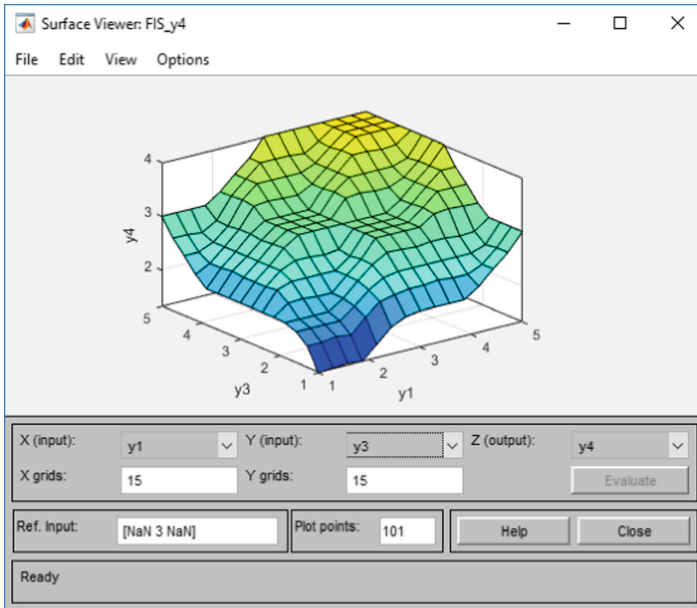 Surface Viewer: FIS_y4
File Edit View Options
4
3
2
y4
5
4
3
2
1
y3
1
2
3
4
5
y1
X (input): y1 Y (input): y3 Z (output): y4
X grids: 15 Y grids: 15 Evaluate
Ref. Input: [NaN 3 NaN] Plot points: 101 Help Close
Ready